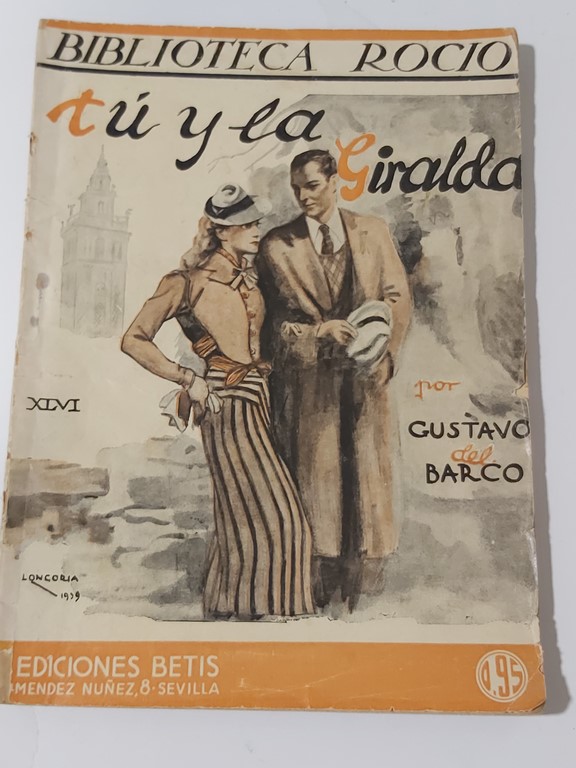 BIBLIOTECA ROCIO
tú y la
Giralda
XLVI
por
GUSTAVO
del
BARCO
LONGORIA
1939
EDICIONES BETIS
MENDEZ NUÑEZ, 8 · SEVILLA
0.95